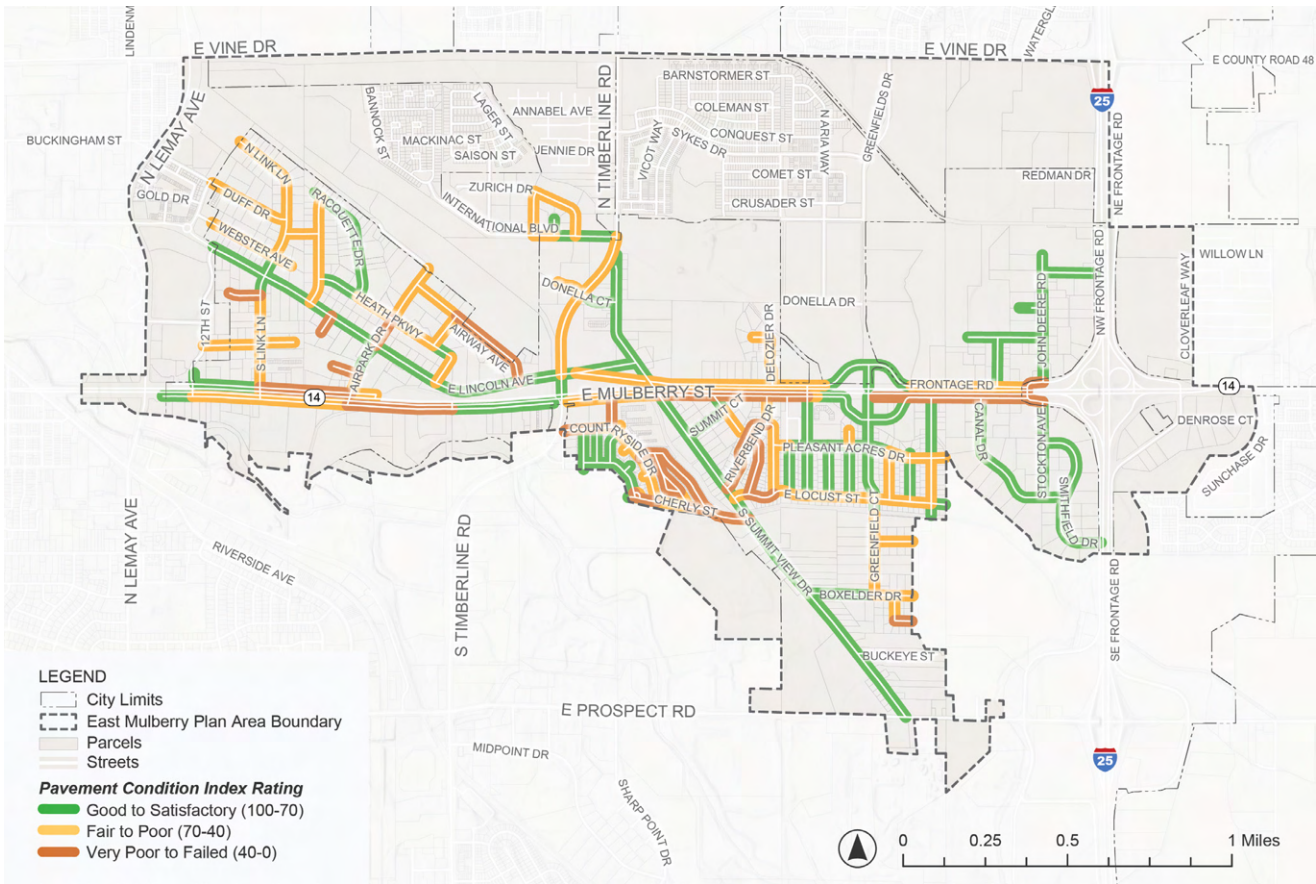 LINDENM
E VINE DR
E VINE DR
WATERGL
E COUNTY ROAD 48
BARNSTORMER ST
25
N LEMAY AVE
BUCKINGHAM ST
BANNOCK ST
LAGER ST
ANNABEL AVE
MACKINAC ST
SAISON ST
JENNIE DR
N TIMBERLINE RD
COLEMAN ST
CONQUEST ST
SYKES DR
VICOT WAY
N ARIA WAY
GREENFIELDS DR
COMET ST
CRUSADER ST
NE FRONTAGE RD
REDMAN DR
N LINK LN
GOLD DR
DUFF DR
RACQUETTE DR
ZURICH DR
INTERNATIONAL BLVD
WEBSTER AVE
NW FRONTAGE RD
CLOVERLEAF WAY
WILLOW LN
12TH ST
S LINK LN
HEATH PKWY
AIRPARK DR
AIRWAY AVE
DONELLA CT
DONELLA DR
DELOZIER DR
JOHN DEERE RD
E LINCOLN AVE
E MULBERRY ST
FRONTAGE RD
14
14
SUMMIT CT
COUNTRYSIDE DR
RIVERBEND DR
PLEASANT ACRES DR
CANAL DR
STOCKTON AVE
DENROSE CT
SUNCHASE DR
CHERLY ST
E LOCUST ST
SMITHFIELD DR
GREENFIELD CT
S SUMMIT VIEW DR
N LEMAY AVE
RIVERSIDE AVE
S TIMBERLINE RD
BOXELDER DR
SE FRONTAGE RD
BUCKEYE ST
E PROSPECT RD
MIDPOINT DR
SHARP POINT DR
25
LEGEND
City Limits
East Mulberry Plan Area Boundary
Parcels
Streets
Pavement Condition Index Rating
Good to Satisfactory (100-70)
Fair to Poor (70-40)
Very Poor to Failed (40-0)
0 0.25 0.5 1 Miles